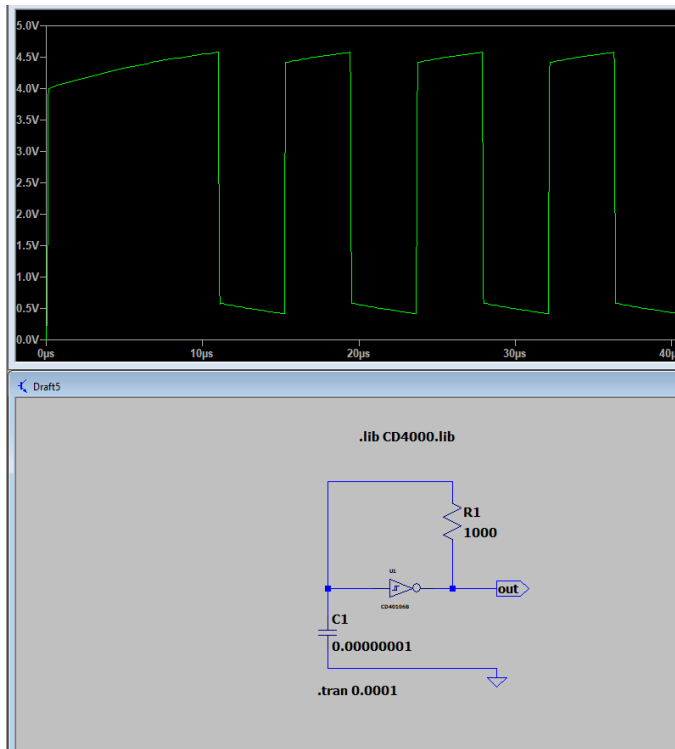 5.0V
4.5V
4.0V
3.5V
3.0V
2.5V
2.0V
1.5V
1.0V
0.5V
0.0V
0µs 10µs 20µs 30µs 40µ
Draft5
.lib CD4000.lib
R1
1000
U1
out
CD40106B
C1
0.00000001
.tran 0.0001